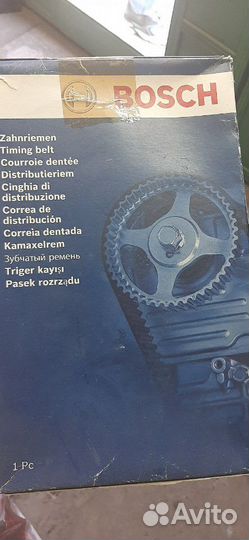 BOSCH
Zahnriemen
Timing belt
Courroie dentée
Distributieriem
Cinghia di
distribuzione
Correa de
distribución
Correia dentada
Kamaxelrem
Зубчатый ремень
Triger kayışı
Pasek rozrządu
1 Pc
Avito